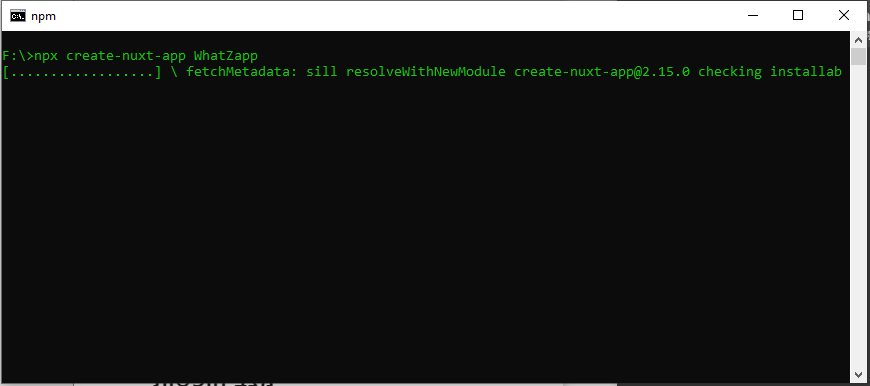 npm
F:\>npx create-nuxt-app WhatZapp
[..................] \ fetchMetadata: sill resolveWithNewModule create-nuxt-app@2.15.0 checking installab